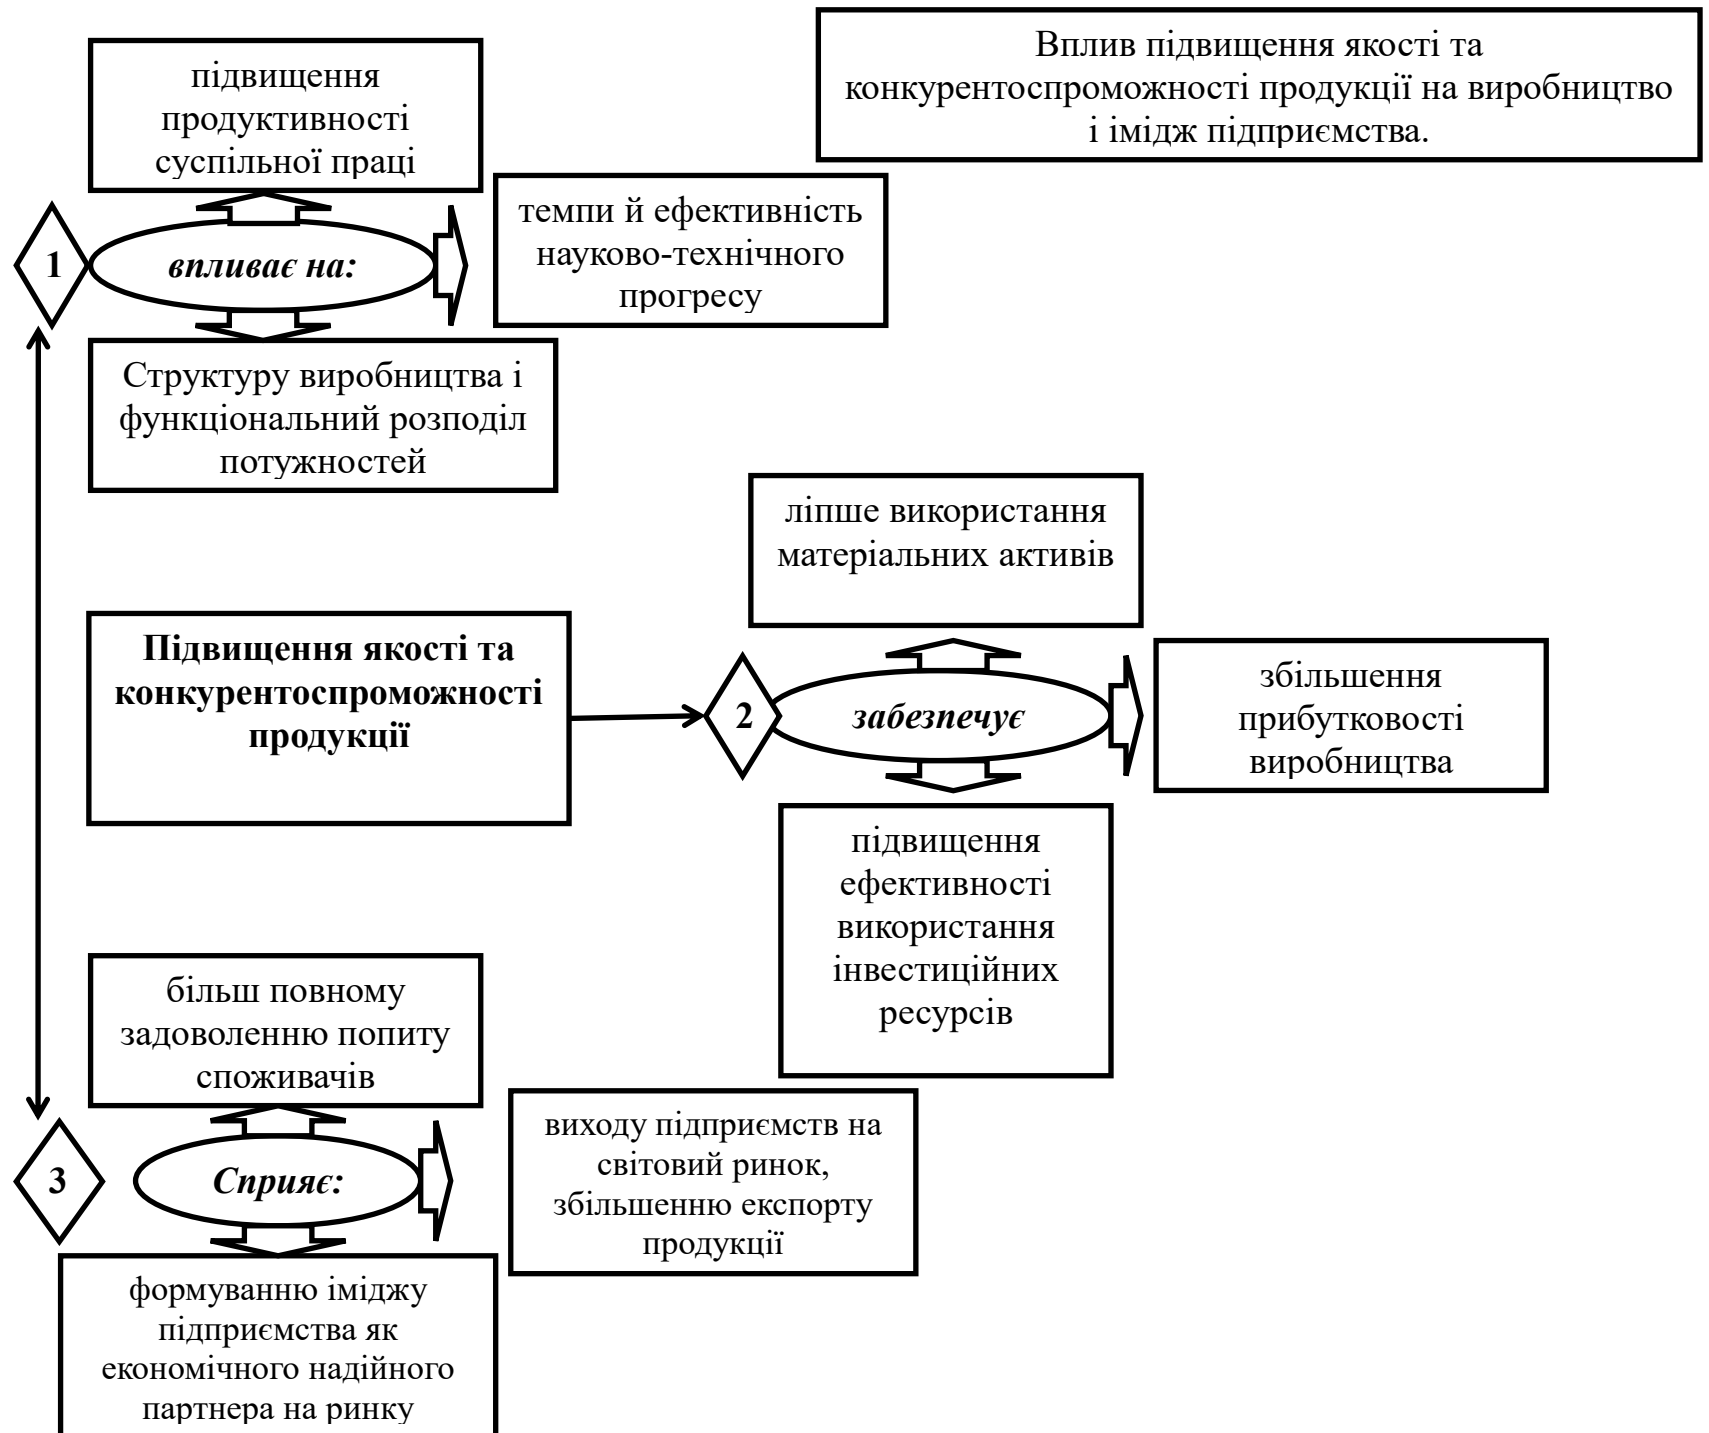 Вплив підвищення якості та
конкурентоспроможності продукції на виробництво
і імідж підприємства.
підвищення
продуктивності
суспільної праці
1
впливає на:
темпи й ефективність
науково-технічного
прогресу
Структуру виробництва і
функціональний розподіл
потужностей
Підвищення якості та
конкурентоспроможності
продукції
ліпше використання
матеріальних активів
2
забезпечує
збільшення
прибутковості
виробництва
підвищення
ефективності
використання
інвестиційних
ресурсів
більш повному
задоволенню попиту
споживачів
3
Сприяє:
виходу підприємств на
світовий ринок,
збільшенню експорту
продукції
формуванню іміджу
підприємства як
економічного надійного
партнера на ринку